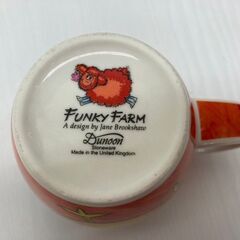 FUNKY FARM
A design by Jane Brookshaw
Dunoon
Stoneware
Made in the United Kingdom